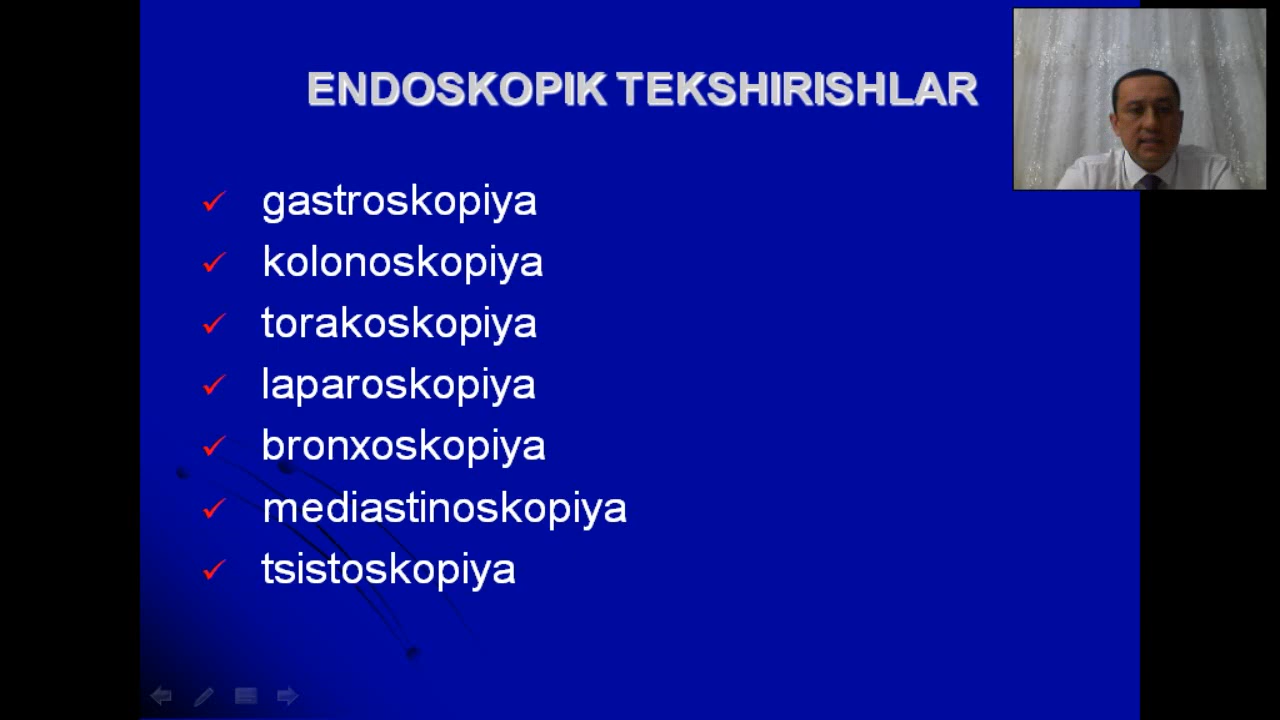 ENDOSKOPIK TEKSHIRISHLAR
gastroskopiya
kolonoskopiya
torakoskopiya
laparoskopiya
bronxoskopiya
mediastinoskopiya
tsistoskopiya